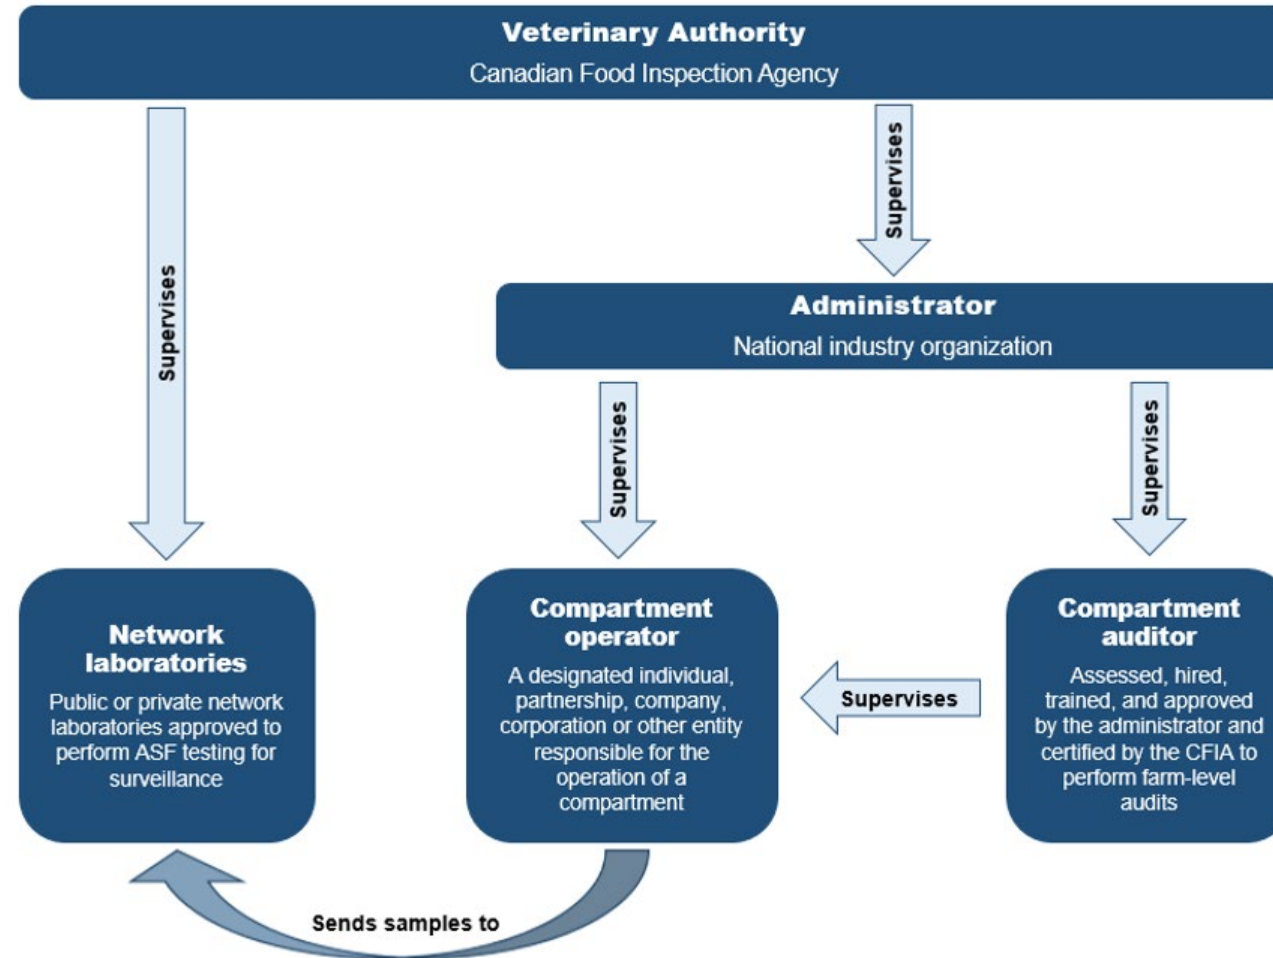 Veterinary Authority
Canadian Food Inspection Agency
Supervises
Supervises
Administrator
National industry organization
Supervises
Supervises
Network
laboratories
Public or private network
laboratories approved to
perform ASF testing for
surveillance
Compartment
operator
A designated individual,
partnership, company,
corporation or other entity
responsible for the
operation of a
compartment
Supervises
Compartment
auditor
Assessed, hired,
trained, and approved
by the administrator and
certified by the CFIA to
perform farm-level
audits
Sends samples to